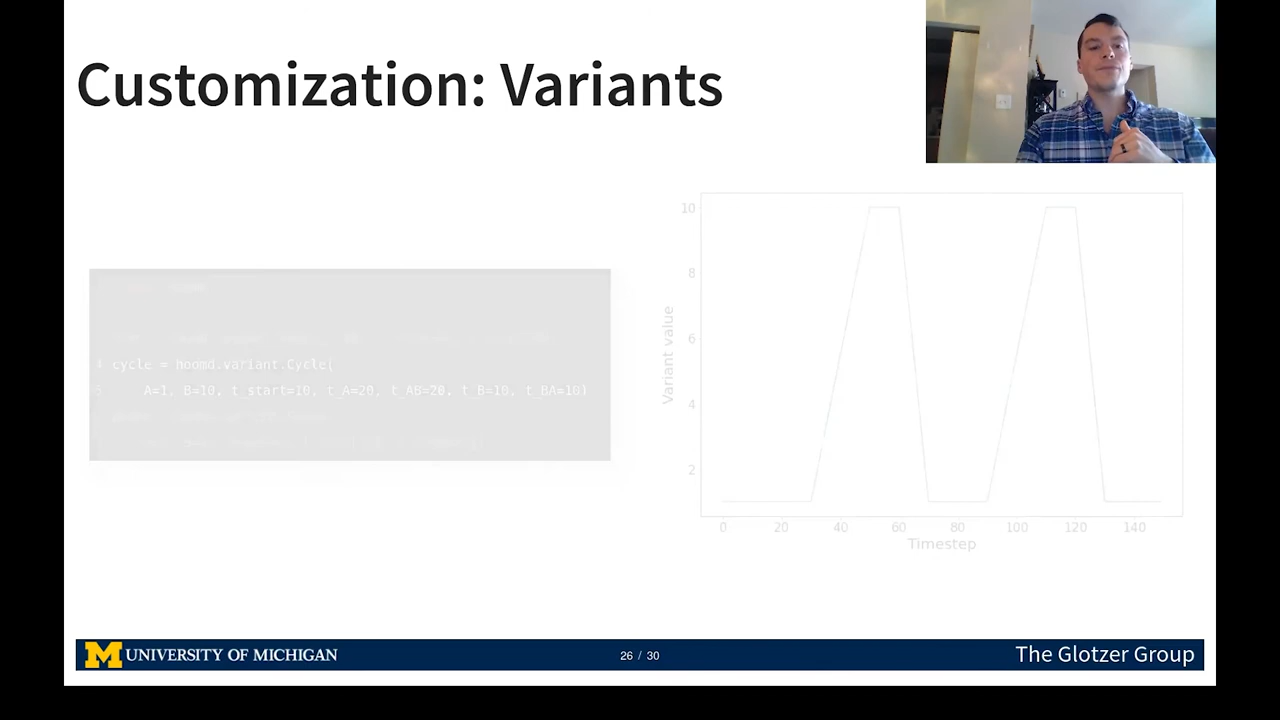 Customization: Variants
4 cycle = hoomd.variant.Cycle(
5 A=1, B=10, t_start=10, t_A=20, t_AB=20, t_B=10, t_BA=10)
10
8
6
4
2
Variant value
0 20 40 60 80 100 120 140
Timestep
M UNIVERSITY OF MICHIGAN
26 / 30
The Glotzer Group